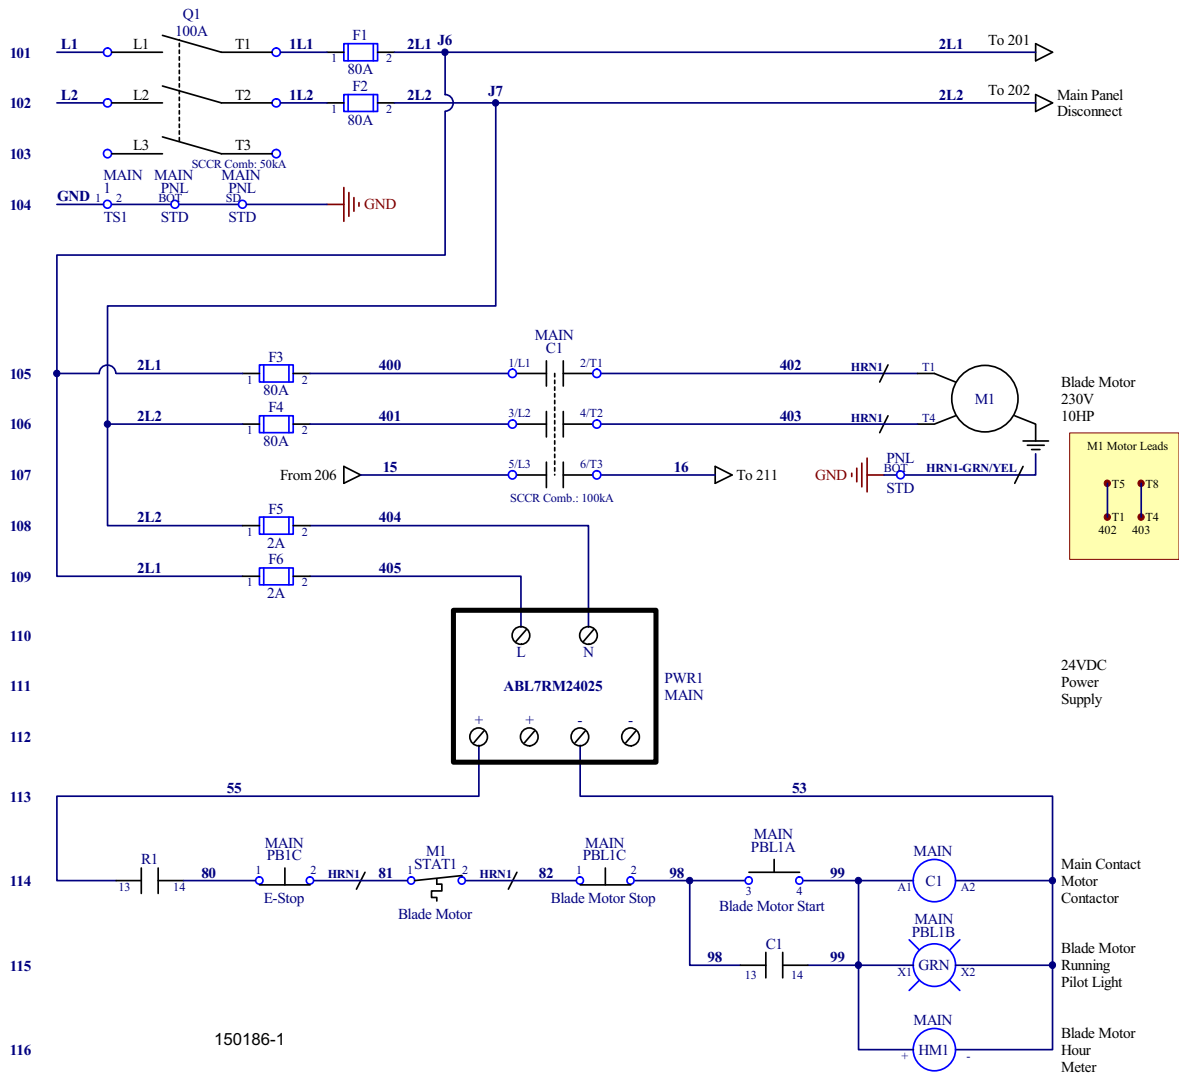 Q1
100A
101 L1 L1 T1 1L1 F1 1 2 80A 2L1 J6 2L1 To 201
102 L2 L2 T2 1L2 F2 1 2 80A 2L2 J7 2L2 To 202 Main Panel Disconnect
103 L3 T3
SCCR Comb: 50kA
MAIN 1 MAIN PNL BOT MAIN PNL SD
104 GND 1 2 TS1 STD STD GND
MAIN
C1
105 2L1 F3 1 2 80A 400 1/L1 2/T1 402 HRN1 T1
M1
Blade Motor
230V
10HP
106 2L2 F4 1 2 80A 401 3/L2 4/T2 403 HRN1 T4
107 From 206 15 5/L3 6/T3 16 To 211 GND PNL BOT STD HRN1-GRN/YEL
SCCR Comb.: 100kA
M1 Motor Leads
T5 T8
T1 T4
402 403
108 2L2 F5 1 2 2A 404
109 2L1 F6 1 2 2A 405
110 L N
111 ABL7RM24025
PWR1
MAIN
24VDC
Power
Supply
112 + + - -
113 55 53
114 R1 13 14 80 MAIN PB1C 1 2 E-Stop HRN1 81 M1 STAT1 1 2 Blade Motor HRN1 82 MAIN PBL1C 1 2 Blade Motor Stop 98 MAIN PBL1A 3 4 Blade Motor Start 99 MAIN A1 C1 A2
Main Contact
Motor
Contactor
115 98 C1 13 14 99 MAIN PBL1B X1 GRN X2
Blade Motor
Running
Pilot Light
116 150186-1 MAIN + HM1 -
Blade Motor
Hour
Meter